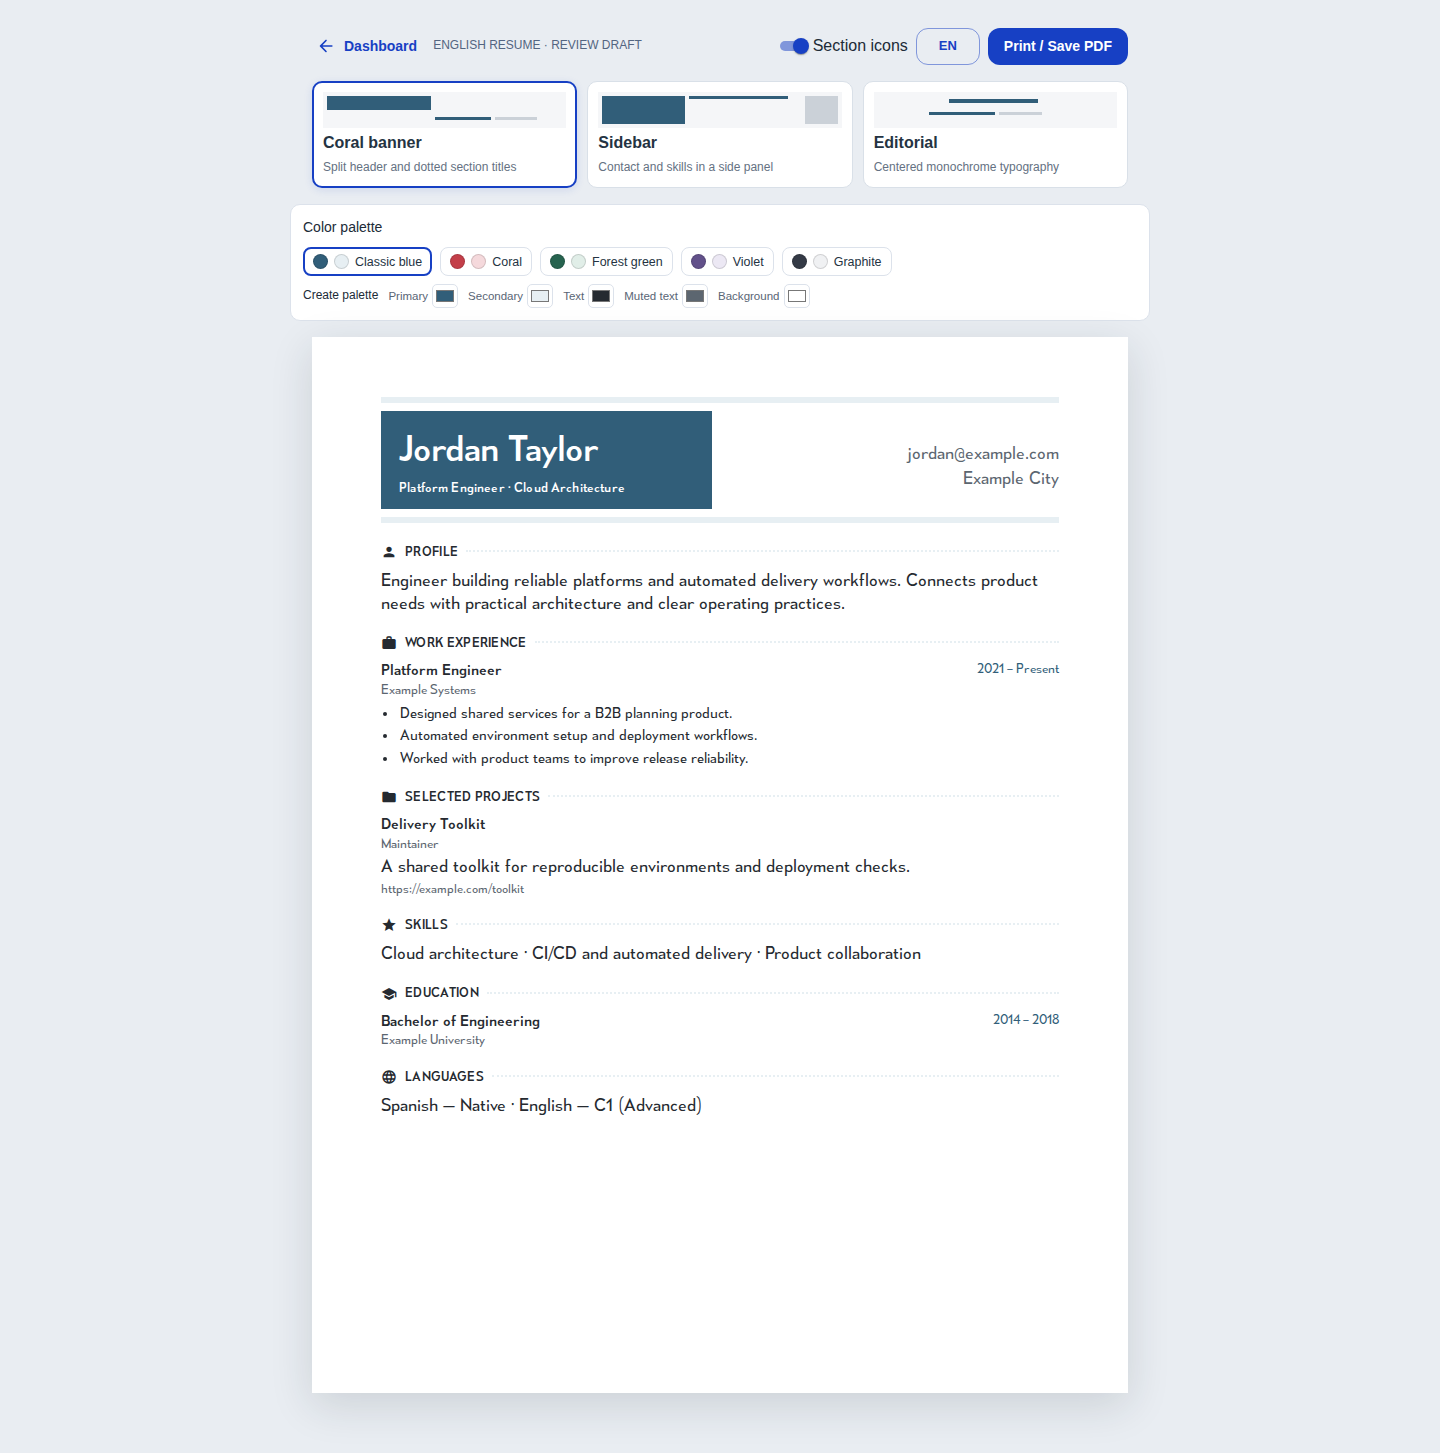 Dashboard
ENGLISH RESUME · REVIEW DRAFT
Section icons
EN
Print / Save PDF
Coral banner
Split header and dotted section titles
Sidebar
Contact and skills in a side panel
Editorial
Centered monochrome typography
Color palette
Classic blue
Coral
Forest green
Violet
Graphite
Create palette
Primary
Secondary
Text
Muted text
Background
Jordan Taylor
Platform Engineer · Cloud Architecture
jordan@example.com
Example City
PROFILE
Engineer building reliable platforms and automated delivery workflows. Connects product
needs with practical architecture and clear operating practices.
WORK EXPERIENCE
Platform Engineer
2021 – Present
Example Systems
• Designed shared services for a B2B planning product.
• Automated environment setup and deployment workflows.
• Worked with product teams to improve release reliability.
SELECTED PROJECTS
Delivery Toolkit
Maintainer
A shared toolkit for reproducible environments and deployment checks.
https://example.com/toolkit
SKILLS
Cloud architecture · CI/CD and automated delivery · Product collaboration
EDUCATION
Bachelor of Engineering
2014 – 2018
Example University
LANGUAGES
Spanish — Native · English — C1 (Advanced)